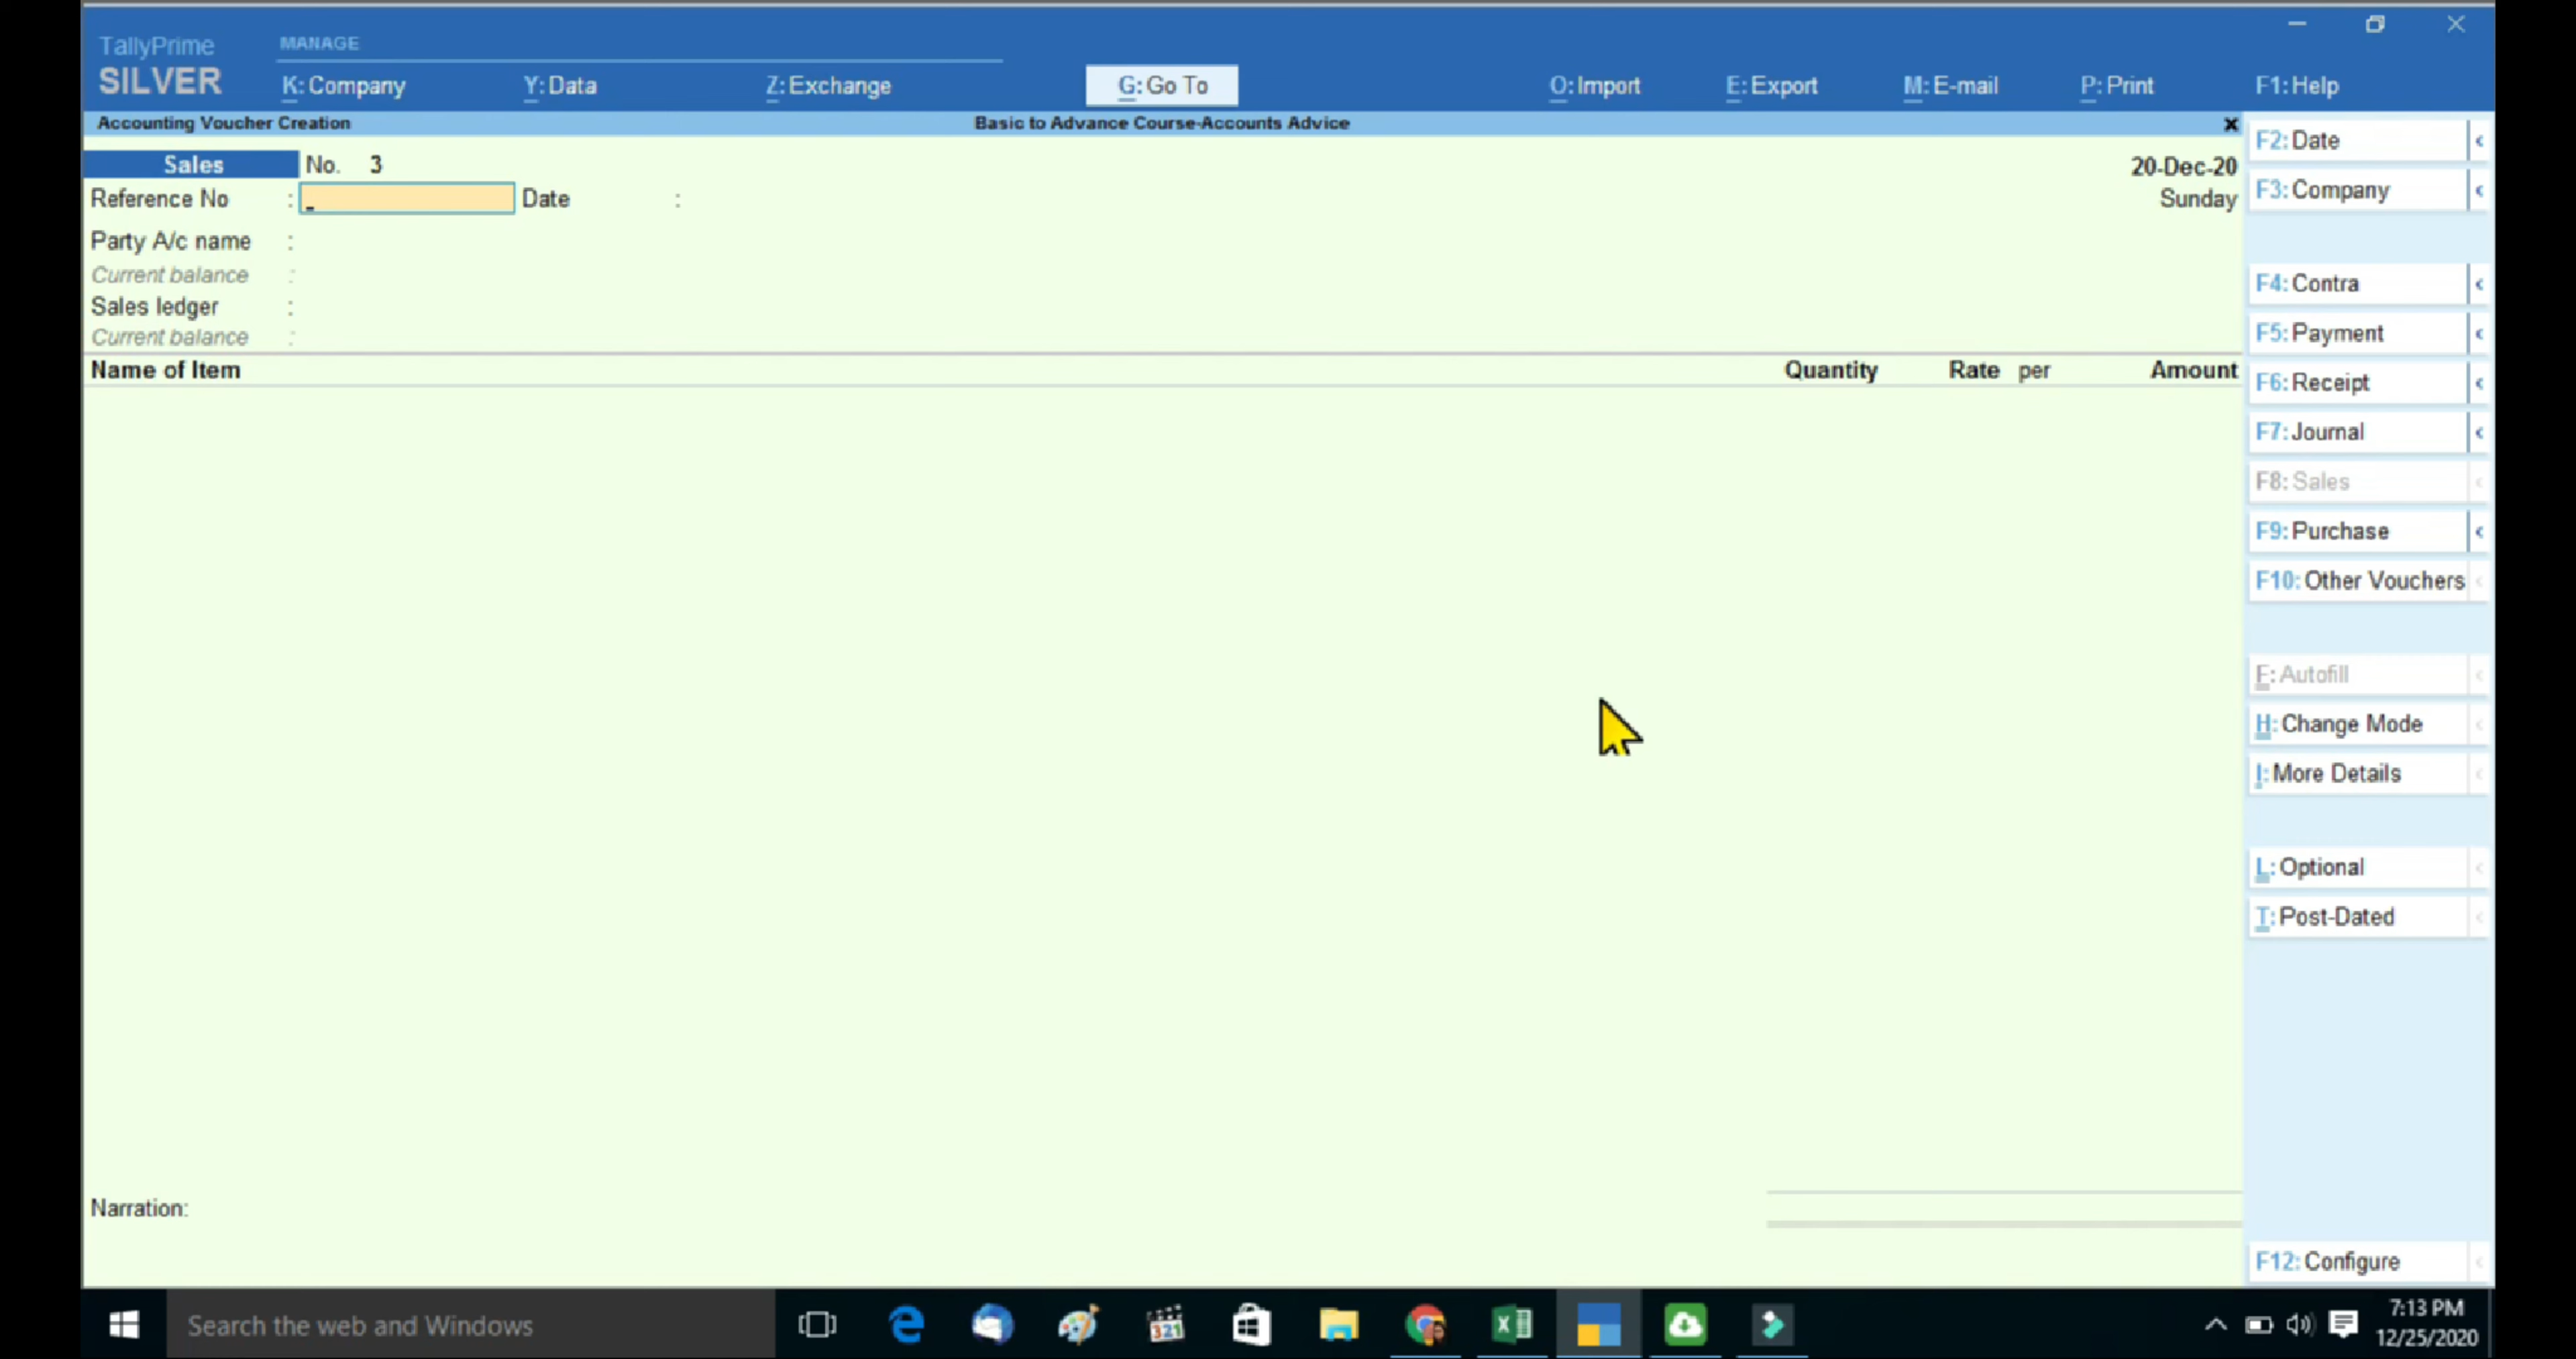 TallyPrime
MANAGE
SILVER
K: Company Y: Data Z: Exchange G: Go To O: Import E: Export M: E-mail P: Print F1: Help
Accounting Voucher Creation Basic to Advance Course-Accounts Advice x
Sales No. 3 20-Dec-20
Reference No : Date : Sunday
Party A/c name :
Current balance :
Sales ledger :
Current balance :
Name of Item Quantity Rate per Amount
Narration:
F2: Date
F3: Company
F4: Contra
F5: Payment
F6: Receipt
F7: Journal
F8: Sales
F9: Purchase
F10: Other Vouchers
F: Autofill
H: Change Mode
I: More Details
L: Optional
T: Post-Dated
F12: Configure
Search the web and Windows
321
7:13 PM
12/25/2020